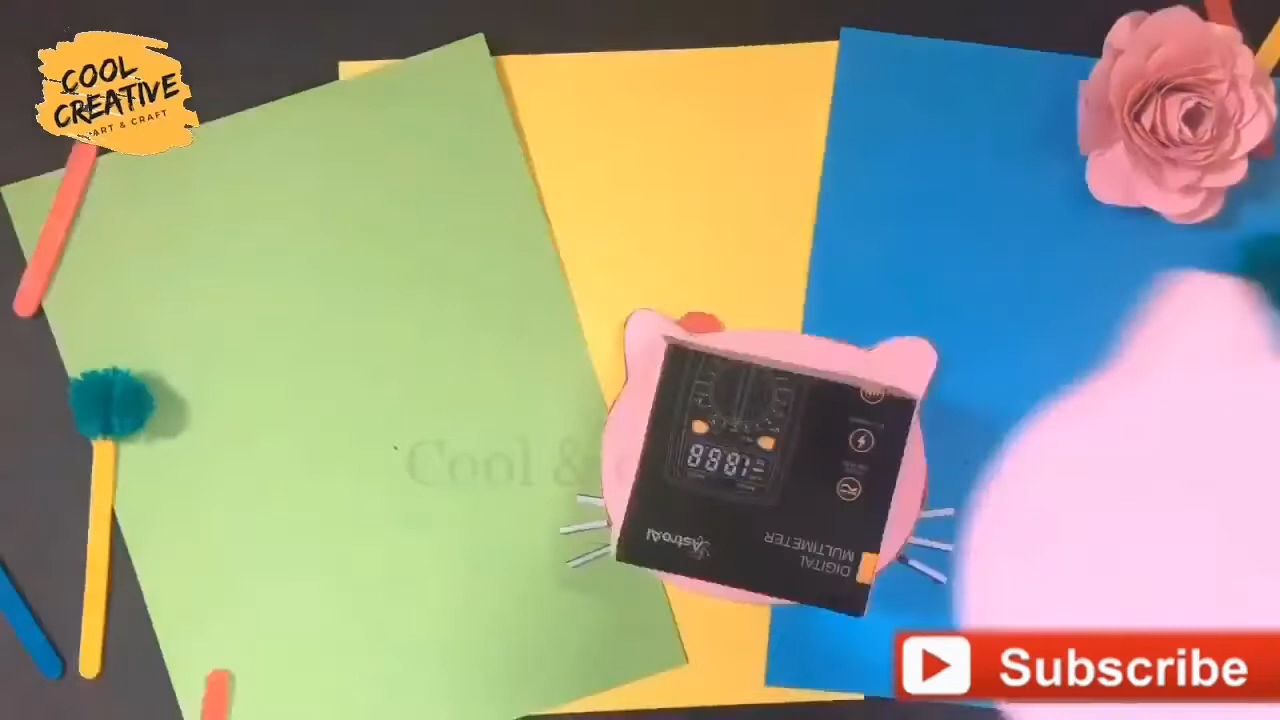 COOL
CREATIVE
ART & CRAFT
Cool &
8881
AstroAI
DIGITAL
MULTIMETER
Subscribe